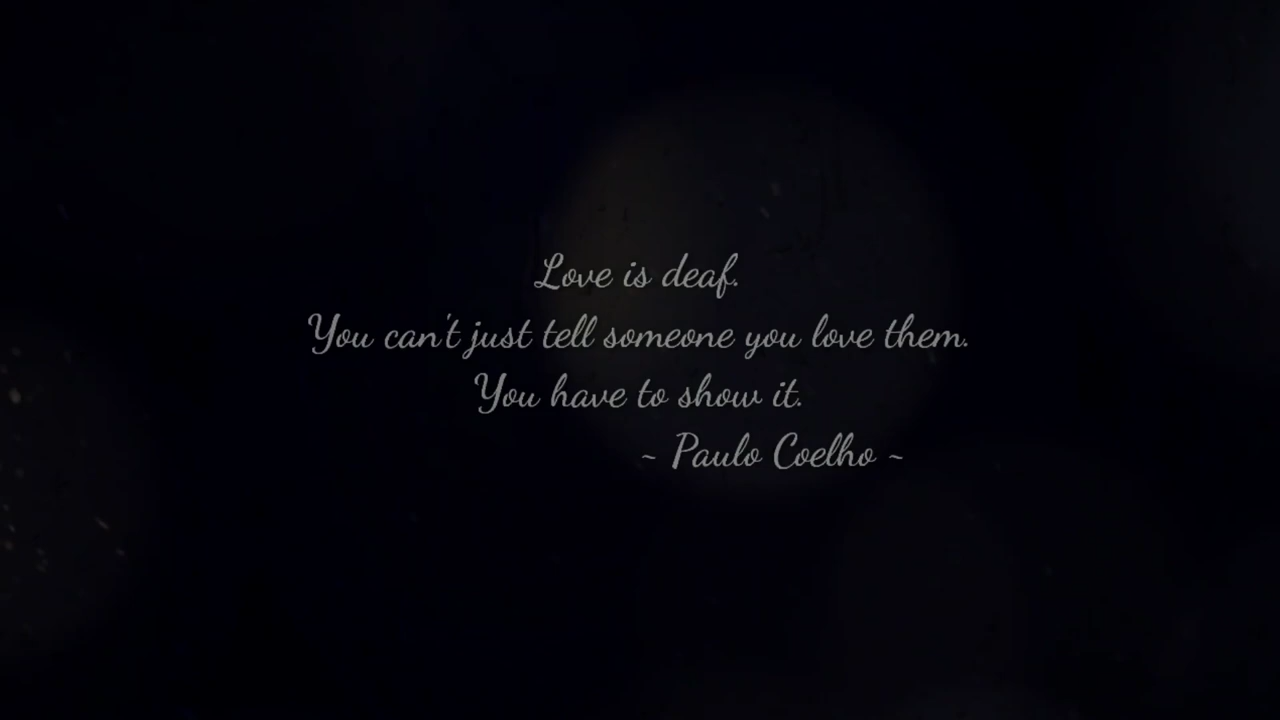 Love is deaf.
You can't just tell someone you love them.
You have to show it.
~ Paulo Coelho ~